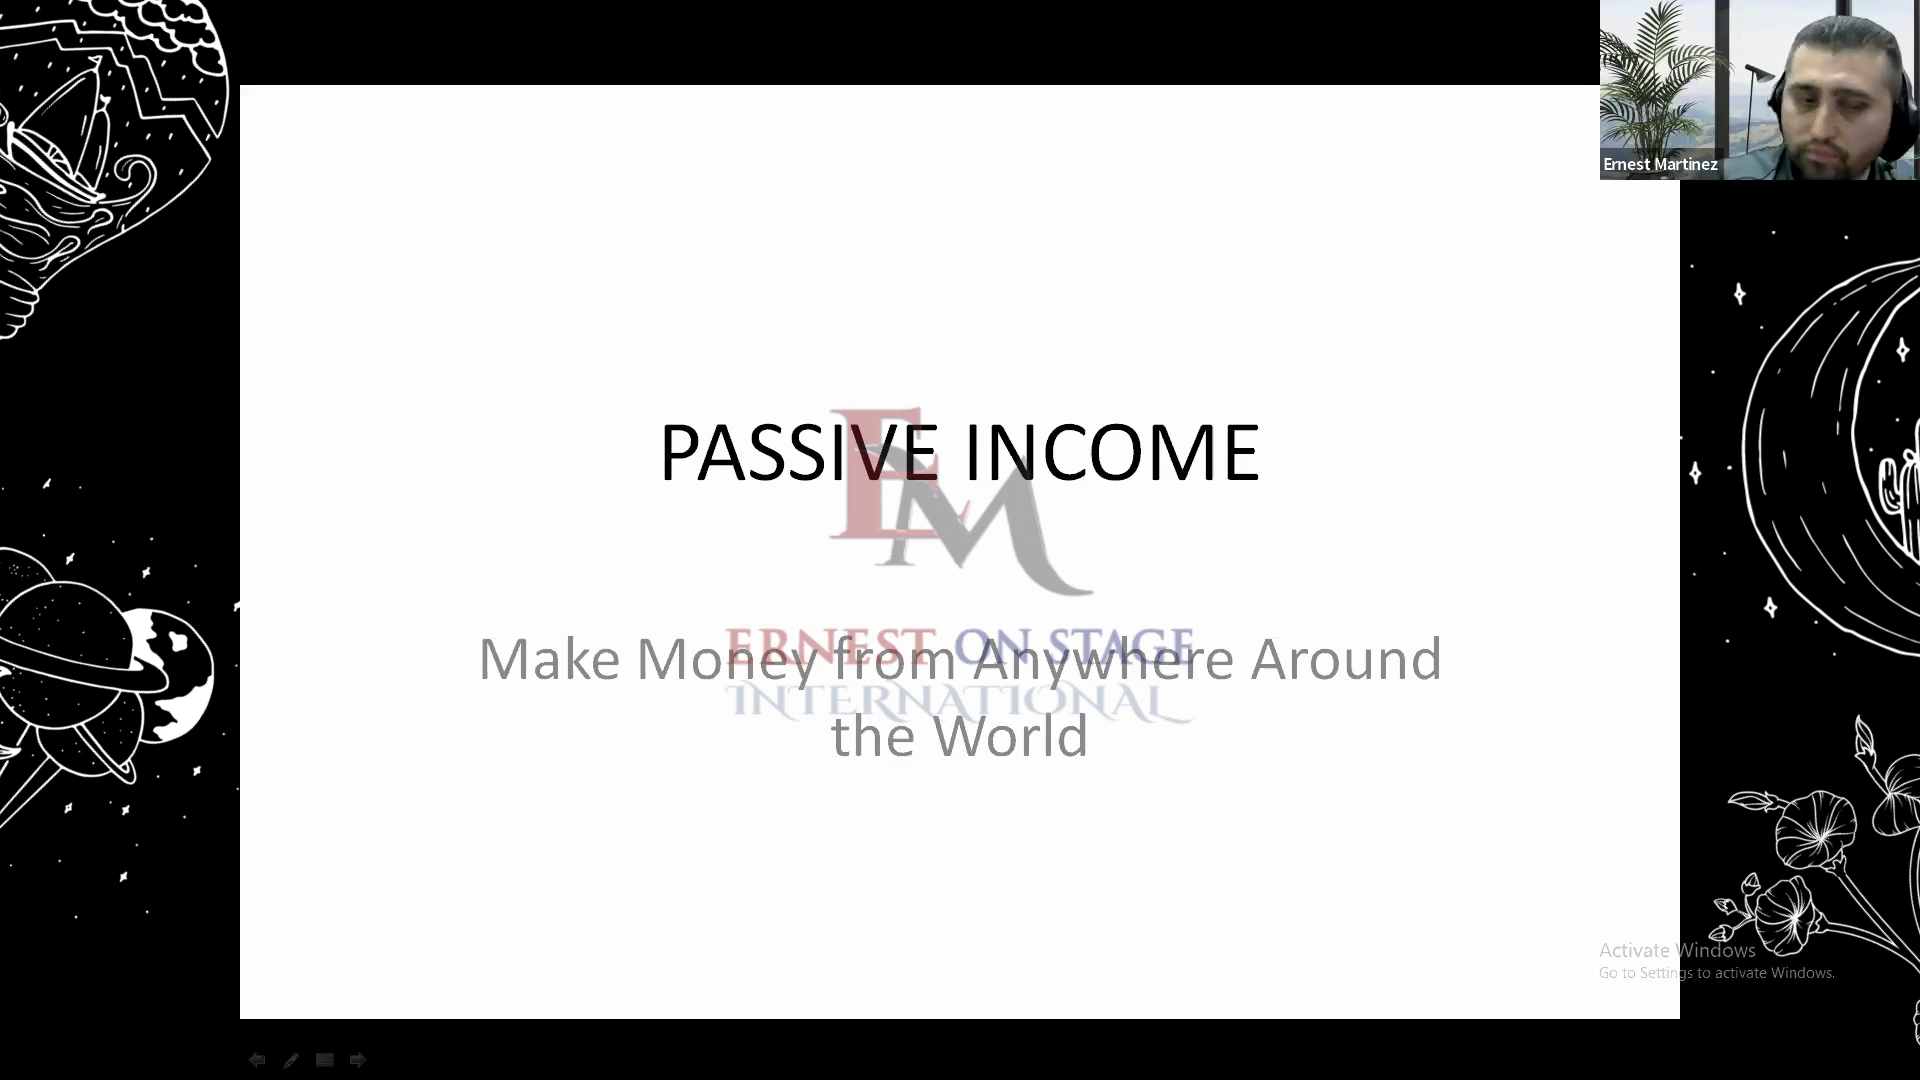 Ernest Martinez
PASSIVE INCOME
EM
ERNEST ON STAGE
INTERNATIONAL
Make Money from Anywhere Around
the World
Activate Windows
Go to Settings to activate Windows.